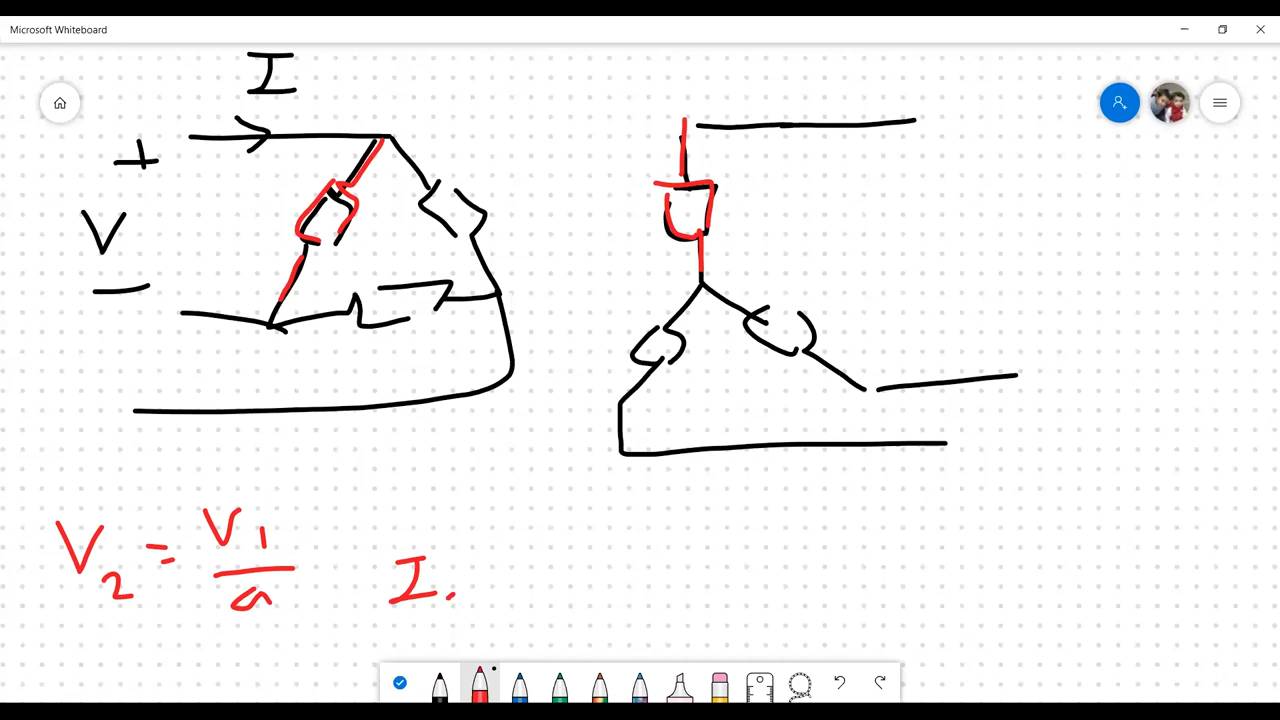 Microsoft Whiteboard
I
+
V
−
V₂ = V₁/a I.